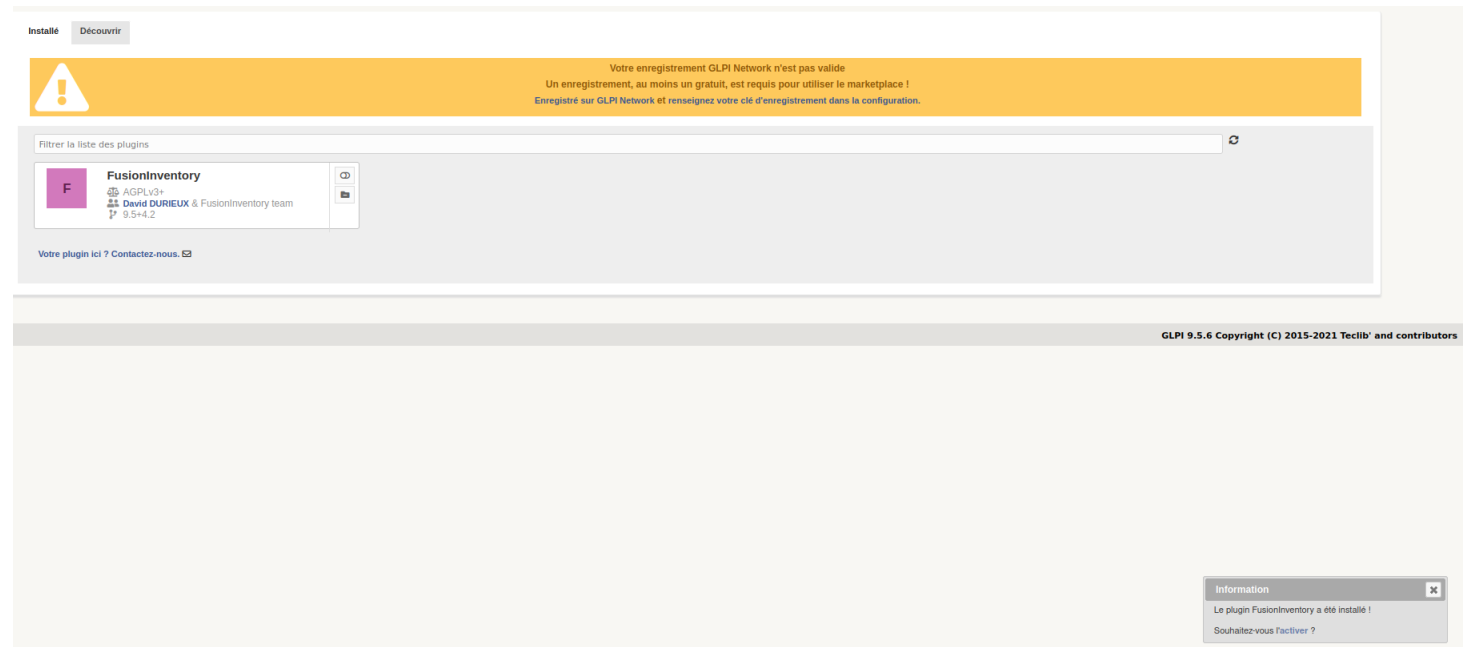 Installé Découvrir
Votre enregistrement GLPI Network n'est pas valide
Un enregistrement, au moins un gratuit, est requis pour utiliser le marketplace !
Enregistré sur GLPI Network et renseignez votre clé d'enregistrement dans la configuration.
Filtrer la liste des plugins
F
FusionInventory
AGPLv3+
David DURIEUX & FusionInventory team
9.5+4.2
Votre plugin ici ? Contactez-nous.
GLPI 9.5.6 Copyright (C) 2015-2021 Teclib' and contributors
Information
Le plugin FusionInventory a été installé !
Souhaitez-vous l'activer ?